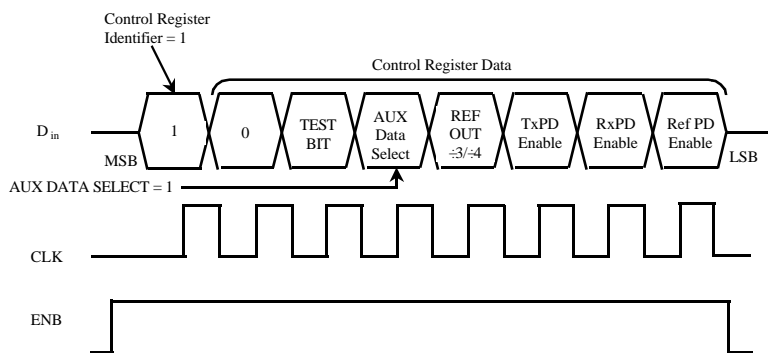 Control Register
Identifier = 1
Control Register Data
D in
MSB
1
0
TEST
BIT
AUX
Data
Select
REF
OUT
÷3/÷4
TxPD
Enable
RxPD
Enable
Ref PD
Enable
LSB
AUX DATA SELECT = 1
CLK
ENB